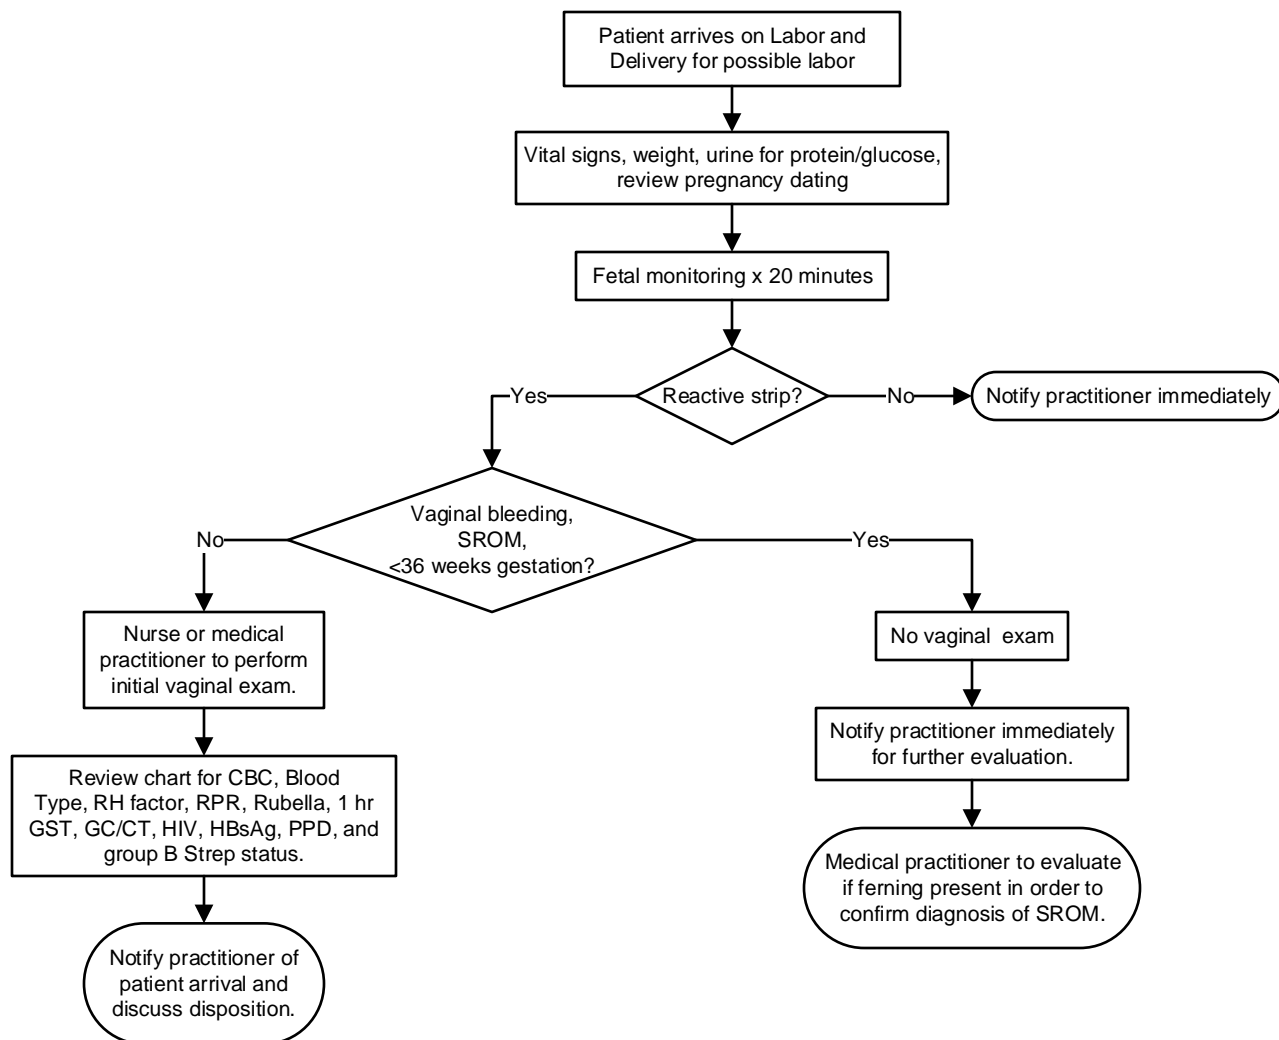 Patient arrives on Labor and
Delivery for possible labor
Vital signs, weight, urine for protein/glucose,
review pregnancy dating
Fetal monitoring x 20 minutes
Reactive strip?
Yes
No
Notify practitioner immediately
Vaginal bleeding,
SROM,
<36 weeks gestation?
No
Yes
Nurse or medical
practitioner to perform
initial vaginal exam.
No vaginal  exam
Review chart for CBC, Blood
Type, RH factor, RPR, Rubella, 1 hr
GST, GC/CT, HIV, HBsAg, PPD, and
group B Strep status.
Notify practitioner immediately
for further evaluation.
Notify practitioner of
patient arrival and
discuss disposition.
Medical practitioner to evaluate
if ferning present in order to
confirm diagnosis of SROM.